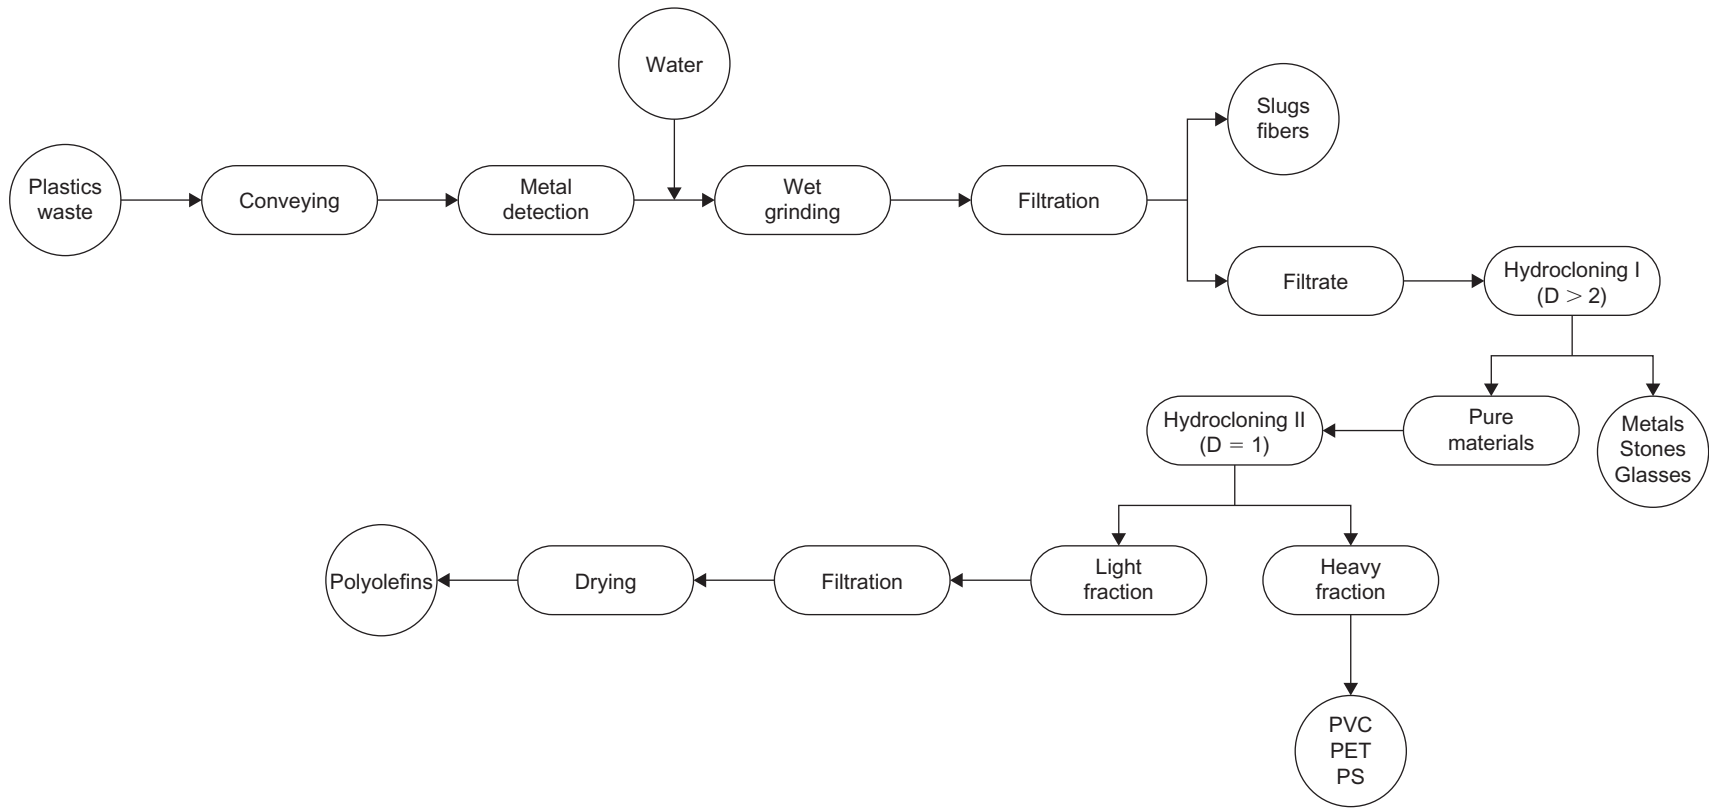 Water
Slugs
fibers
Plastics
waste
Conveying
Metal
detection
Wet
grinding
Filtration
Filtrate
Hydrocloning I
(D > 2)
Hydrocloning II
(D = 1)
Pure
materials
Metals
Stones
Glasses
Polyolefins
Drying
Filtration
Light
fraction
Heavy
fraction
PVC
PET
PS